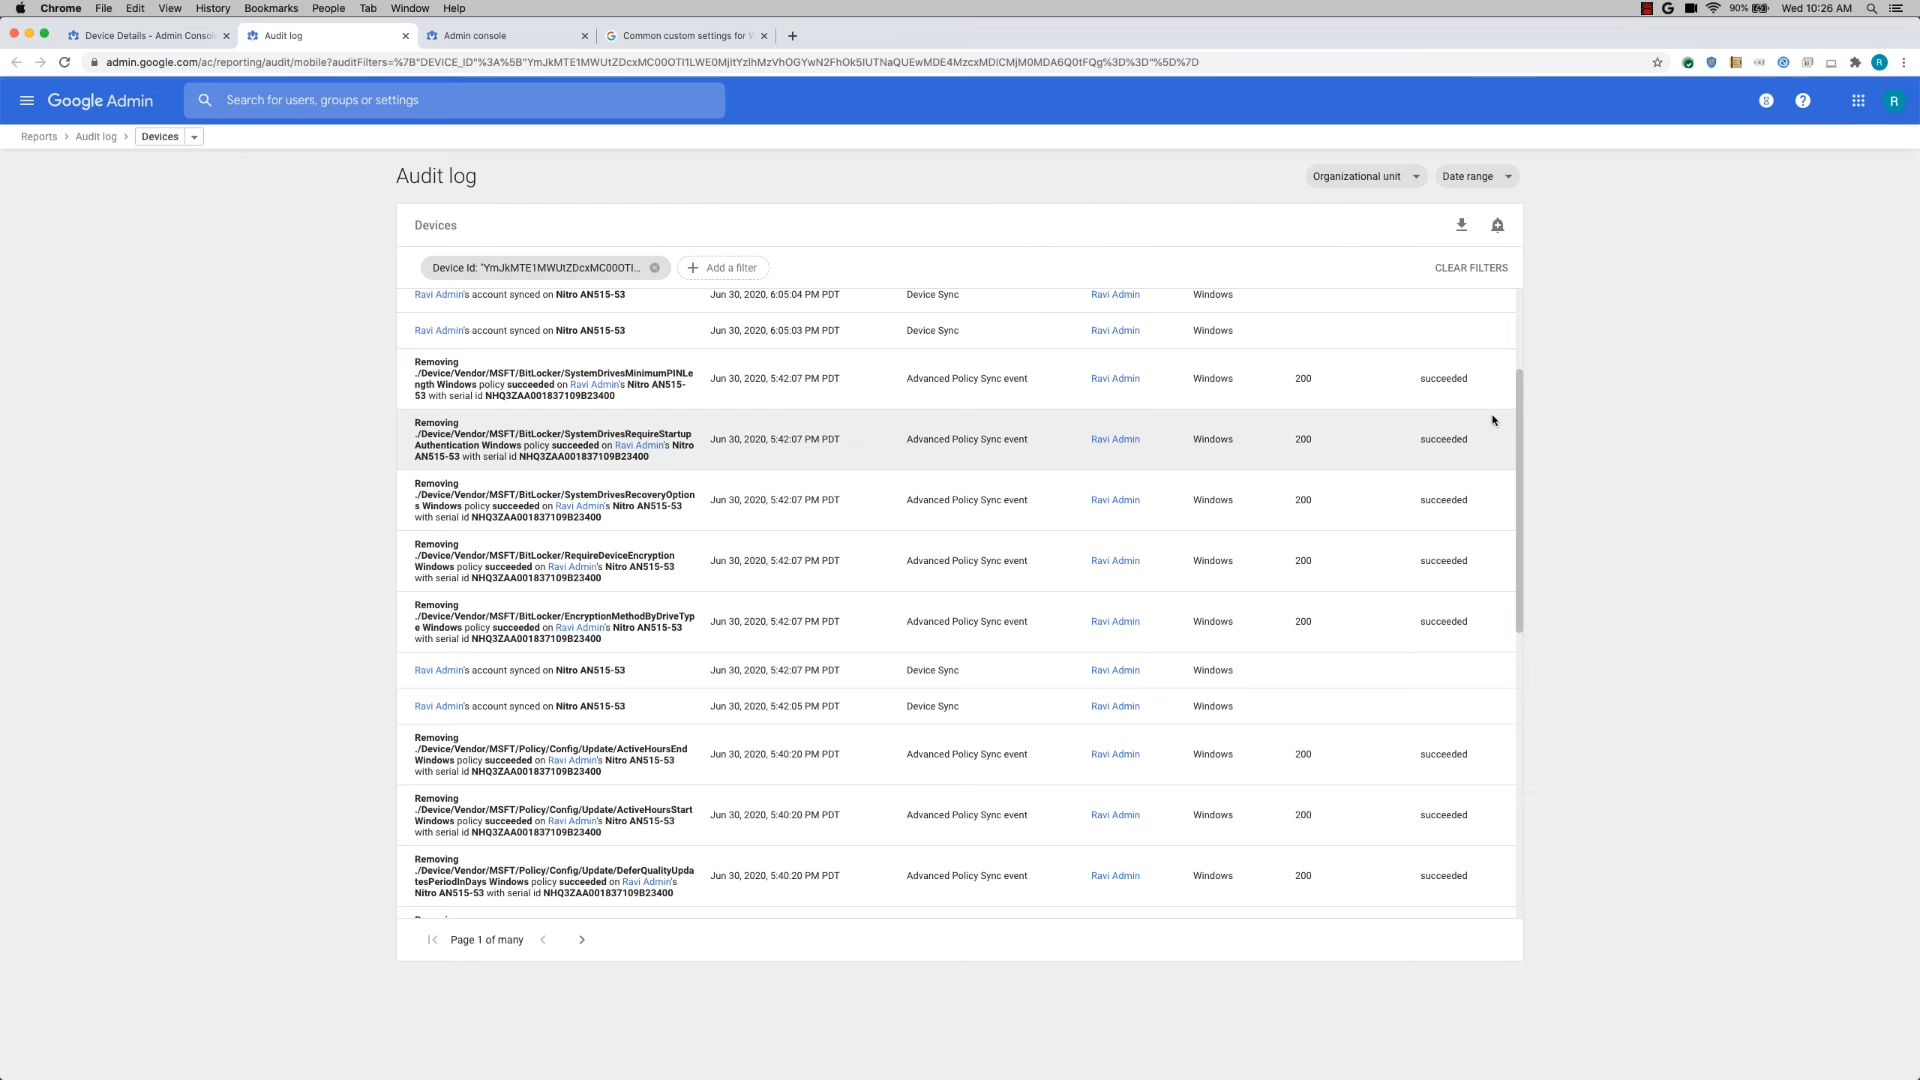 Chrome File Edit View History Bookmarks People Tab Window Help 90% Wed 10:26 AM
Device Details - Admin Consol Audit log Admin console Common custom settings for W
Google Admin Search for users, groups or settings 8 ? R
Reports > Audit log > Devices
Audit log Organizational unit Date range
Devices
Device Id: "YmJkMTE1MWUtZDcxMC00OTI... + Add a filter CLEAR FILTERS
Ravi Admin's account synced on Nitro AN515-53 Jun 30, 2020, 6:05:04 PM PDT Device Sync Ravi Admin Windows
Ravi Admin's account synced on Nitro AN515-53 Jun 30, 2020, 6:05:03 PM PDT Device Sync Ravi Admin Windows
Removing
./Device/Vendor/MSFT/BitLocker/SystemDrivesMinimumPINLe
ngth Windows policy succeeded on Ravi Admin's Nitro AN515-
53 with serial id NHQ3ZAA001837109B23400
Jun 30, 2020, 5:42:07 PM PDT Advanced Policy Sync event Ravi Admin Windows 200 succeeded
Removing
./Device/Vendor/MSFT/BitLocker/SystemDrivesRequireStartup
Authentication Windows policy succeeded on Ravi Admin's Nitro
AN515-53 with serial id NHQ3ZAA001837109B23400
Jun 30, 2020, 5:42:07 PM PDT Advanced Policy Sync event Ravi Admin Windows 200 succeeded
Removing
./Device/Vendor/MSFT/BitLocker/SystemDrivesRecoveryOption
s Windows policy succeeded on Ravi Admin's Nitro AN515-53
with serial id NHQ3ZAA001837109B23400
Jun 30, 2020, 5:42:07 PM PDT Advanced Policy Sync event Ravi Admin Windows 200 succeeded
Removing
./Device/Vendor/MSFT/BitLocker/RequireDeviceEncryption
Windows policy succeeded on Ravi Admin's Nitro AN515-53
with serial id NHQ3ZAA001837109B23400
Jun 30, 2020, 5:42:07 PM PDT Advanced Policy Sync event Ravi Admin Windows 200 succeeded
Removing
./Device/Vendor/MSFT/BitLocker/EncryptionMethodByDriveTyp
e Windows policy succeeded on Ravi Admin's Nitro AN515-53
with serial id NHQ3ZAA001837109B23400
Jun 30, 2020, 5:42:07 PM PDT Advanced Policy Sync event Ravi Admin Windows 200 succeeded
Ravi Admin's account synced on Nitro AN515-53 Jun 30, 2020, 5:42:07 PM PDT Device Sync Ravi Admin Windows
Ravi Admin's account synced on Nitro AN515-53 Jun 30, 2020, 5:42:05 PM PDT Device Sync Ravi Admin Windows
Removing
./Device/Vendor/MSFT/Policy/Config/Update/ActiveHoursEnd
Windows policy succeeded on Ravi Admin's Nitro AN515-53
with serial id NHQ3ZAA001837109B23400
Jun 30, 2020, 5:40:20 PM PDT Advanced Policy Sync event Ravi Admin Windows 200 succeeded
Removing
./Device/Vendor/MSFT/Policy/Config/Update/ActiveHoursStart
Windows policy succeeded on Ravi Admin's Nitro AN515-53
with serial id NHQ3ZAA001837109B23400
Jun 30, 2020, 5:40:20 PM PDT Advanced Policy Sync event Ravi Admin Windows 200 succeeded
Removing
./Device/Vendor/MSFT/Policy/Config/Update/DeferQualityUpda
tesPeriodInDays Windows policy succeeded on Ravi Admin's
Nitro AN515-53 with serial id NHQ3ZAA001837109B23400
Jun 30, 2020, 5:40:20 PM PDT Advanced Policy Sync event Ravi Admin Windows 200 succeeded
Page 1 of many